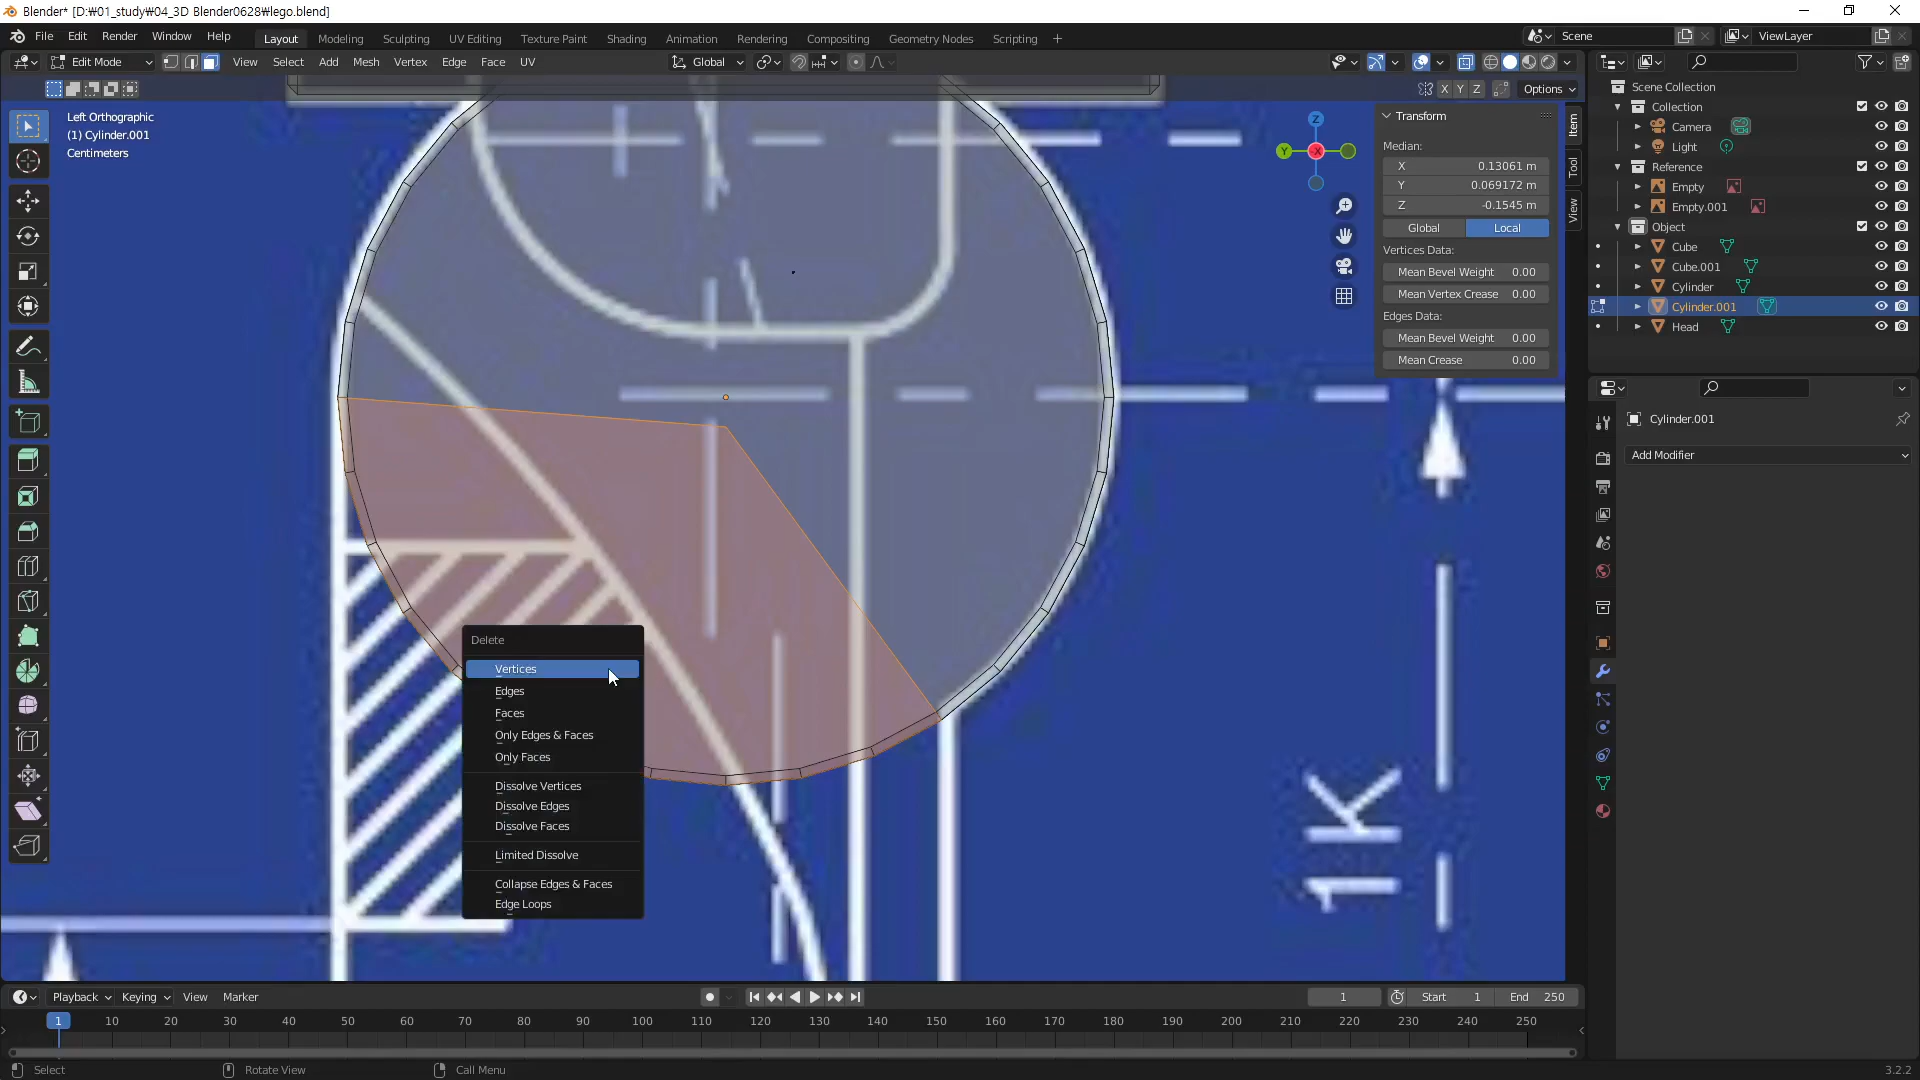 Blender* [D:₩01_study₩04_3D Blender0628₩lego.blend]
File Edit Render Window Help
Layout Modeling Sculpting UV Editing Texture Paint Shading Animation Rendering Compositing Geometry Nodes Scripting +
Scene
ViewLayer
Edit Mode
View Select Add Mesh Vertex Edge Face UV
Global
X Y Z
Options
Left Orthographic
(1) Cylinder.001
Centimeters
Z
Y
X
Transform
Median:
X 0.13061 m
Y 0.069172 m
Z -0.1545 m
Global Local
Vertices Data:
Mean Bevel Weight 0.00
Mean Vertex Crease 0.00
Edges Data:
Mean Bevel Weight 0.00
Mean Crease 0.00
Item
Tool
View
Scene Collection
Collection
Camera
Light
Reference
Empty
Empty.001
Object
Cube
Cube.001
Cylinder
Cylinder.001
Head
Cylinder.001
Add Modifier
Delete
Vertices
Edges
Faces
Only Edges & Faces
Only Faces
Dissolve Vertices
Dissolve Edges
Dissolve Faces
Limited Dissolve
Collapse Edges & Faces
Edge Loops
1K
Playback Keying View Marker
1
Start 1
End 250
1 10 20 30 40 50 60 70 80 90 100 110 120 130 140 150 160 170 180 190 200 210 220 230 240 250
Select
Rotate View
Call Menu
3.2.2